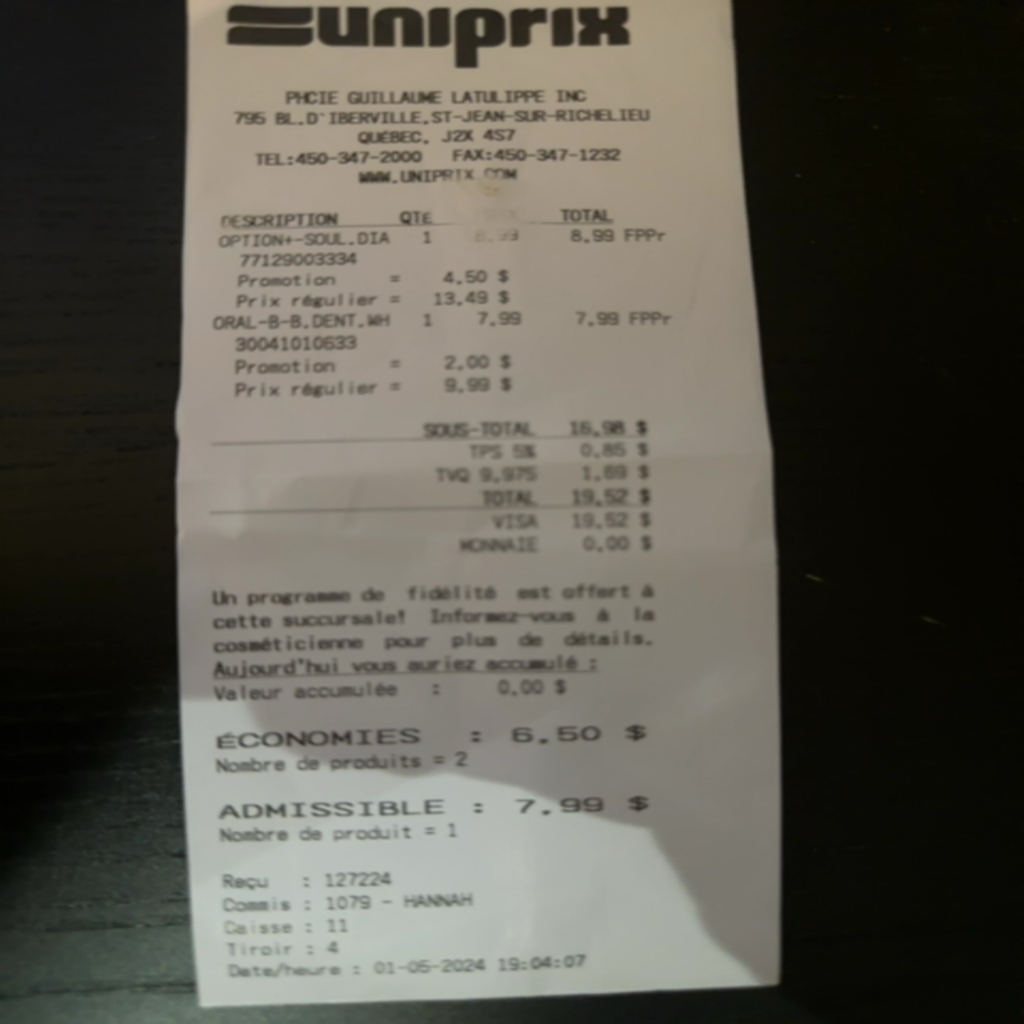 uniprix
PHCIE GUILLAUME LATULIPPE INC
795 BL.D'IBERVILLE,ST-JEAN-SUR-RICHELIEU
QUÉBEC, J2X 4S7
TEL:450-347-2000 FAX:450-347-1232
WWW.UNIPRIX.COM
DESCRIPTION QTE TOTAL
OPTION+-SOUL.DIA 1 8.99 8.99 FPPr
77129003334
Promotion = 4.50 $
Prix régulier = 13.49 $
ORAL-B-B.DENT.WH 1 7.99 7.99 FPPr
30041010633
Promotion = 2.00 $
Prix régulier = 9.99 $
SOUS-TOTAL 16.98 $
TPS 5% 0.85 $
TVQ 9.975 1.69 $
TOTAL 19.52 $
VISA 19.52 $
MONNAIE 0.00 $
Un programme de fidélité est offert à
cette succursale! Informez-vous à la
cosméticienne pour plus de détails.
Aujourd'hui vous auriez accumulé :
Valeur accumulée : 0.00 $
ÉCONOMIES : 6.50 $
Nombre de produits = 2
ADMISSIBLE : 7.99 $
Nombre de produit = 1
Reçu : 127224
Commis : 1079 - HANNAH
Caisse : 11
Tiroir : 4
Date/heure : 01-05-2024 19:04:07